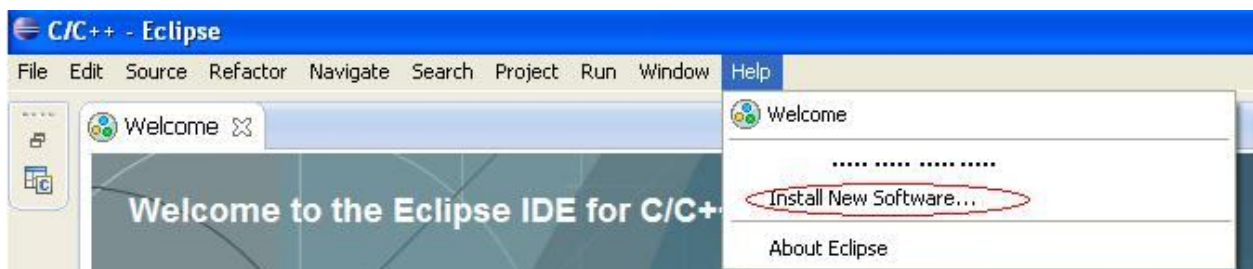 C/C++ - Eclipse
File Edit Source Refactor Navigate Search Project Run Window Help
Welcome
Welcome
..... ..... ..... .....
Install New Software...
Welcome to the Eclipse IDE for C/C+
About Eclipse